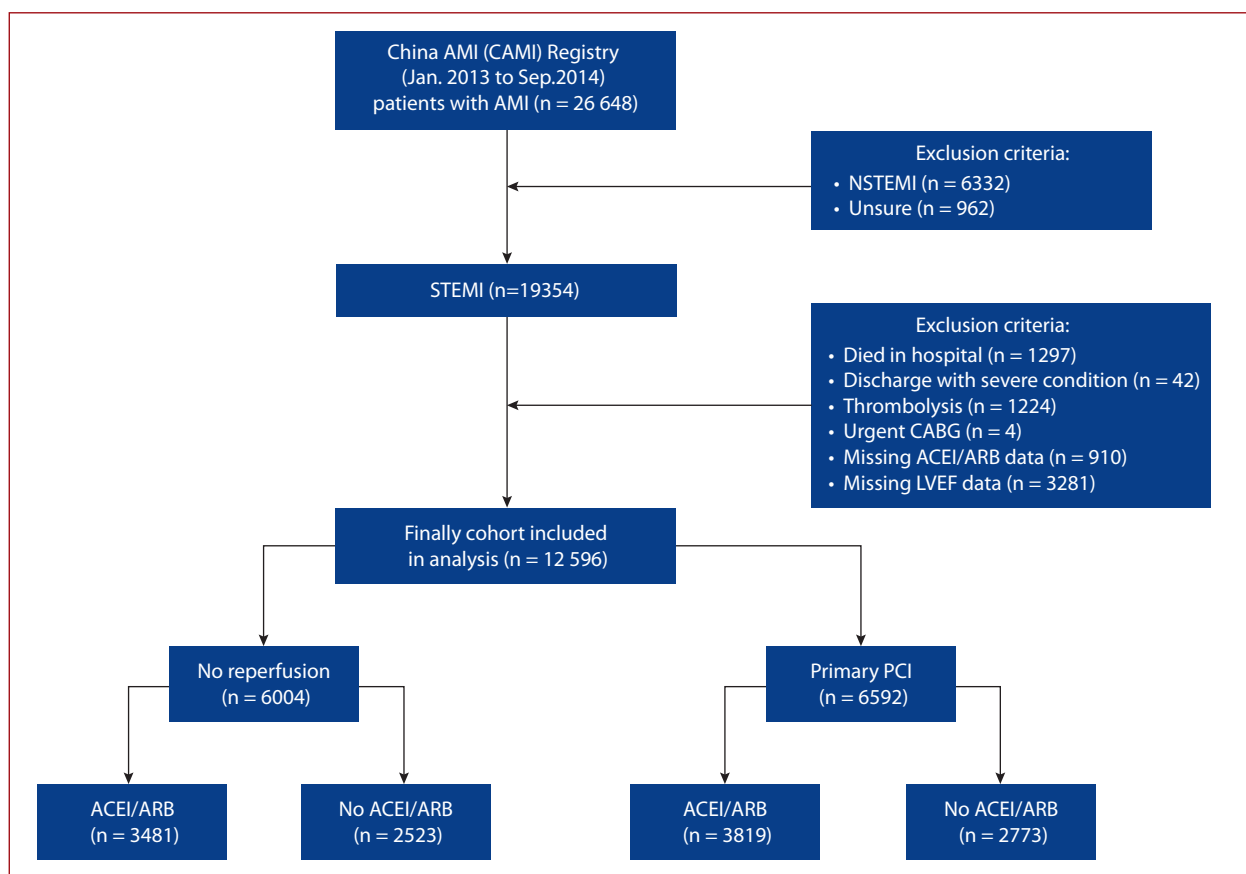 China AMI (CAMI) Registry
(Jan. 2013 to Sep.2014)
patients with AMI (n = 26 648)
Exclusion criteria:
• NSTEMI (n = 6332)
• Unsure (n = 962)
STEMI (n=19354)
Exclusion criteria:
• Died in hospital (n = 1297)
• Discharge with severe condition (n = 42)
• Thrombolysis (n = 1224)
• Urgent CABG (n = 4)
• Missing ACEI/ARB data (n = 910)
• Missing LVEF data (n = 3281)
Finally cohort included
in analysis (n = 12 596)
No reperfusion
(n = 6004)
Primary PCI
(n = 6592)
ACEI/ARB
(n = 3481)
No ACEI/ARB
(n = 2523)
ACEI/ARB
(n = 3819)
No ACEI/ARB
(n = 2773)